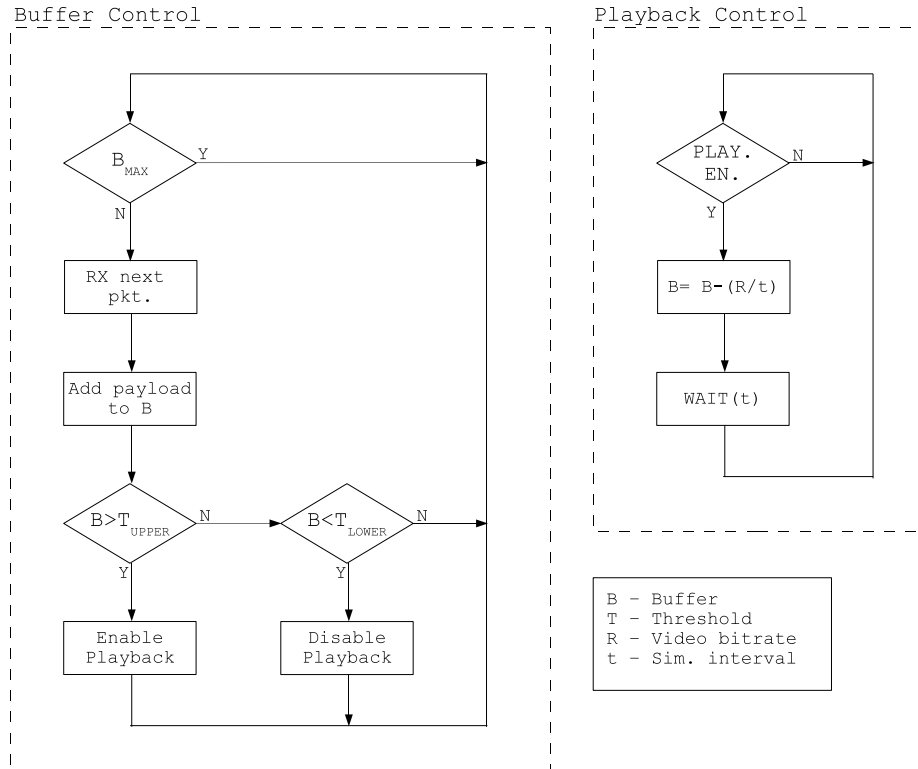 Buffer Control
B MAX
Y
N
RX next
pkt.
Add payload
to B
B>T UPPER
N
Y
B<T LOWER
N
Y
Enable
Playback
Disable
Playback
Playback Control
PLAY.
EN.
N
Y
B= B-(R/t)
WAIT(t)
B - Buffer
T - Threshold
R - Video bitrate
t - Sim. interval